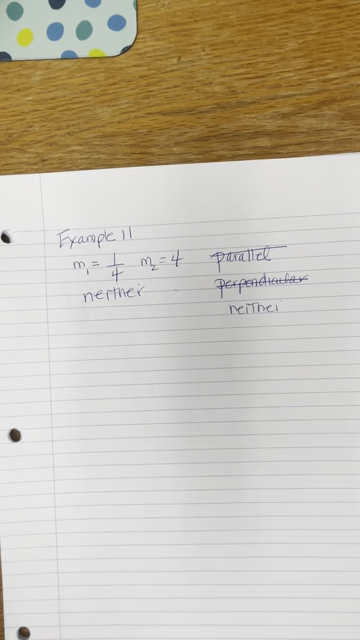 Example 11
m₁ = 1/4 m₂ = 4 parallel
perpendicular
neither
neither